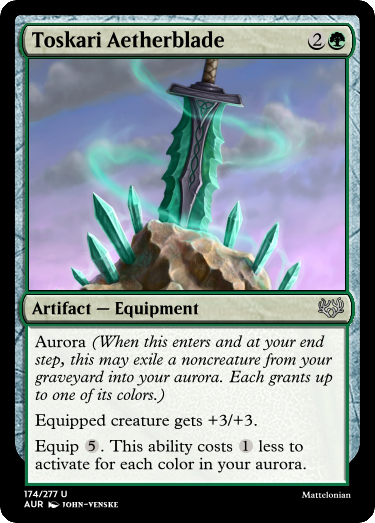 Toskari Aetherblade 2
Artifact — Equipment
Aurora (When this enters and at your end
step, this may exile a noncreature from your
graveyard into your aurora. Each grants up
to one of its colors.)
Equipped creature gets +3/+3.
Equip 5. This ability costs 1 less to
activate for each color in your aurora.
174/277 U
AUR JOHN-VENSKE
Mattelonian